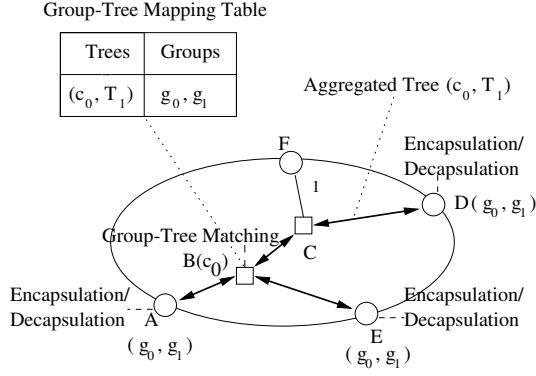 Group-Tree Mapping Table
Trees Groups
(c0, T1) g0, g1
Aggregated Tree (c0, T1)
F
Encapsulation/
Decapsulation
1
D( g0, g1)
Group-Tree Matching
C
B(c0)
Encapsulation/
Decapsulation
A
( g0, g1)
Encapsulation/
Decapsulation
E
( g0, g1)